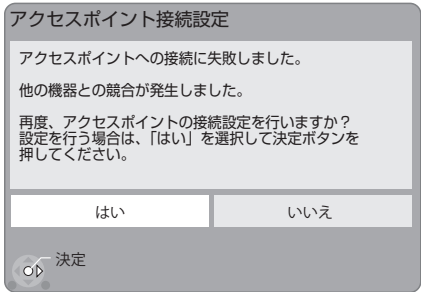 アクセスポイント接続設定
アクセスポイントへの接続に失敗しました。
他の機器との競合が発生しました。
再度、アクセスポイントの接続設定を行いますか？
設定を行う場合は、「はい」を選択して決定ボタンを
押してください。
はい
いいえ
決定